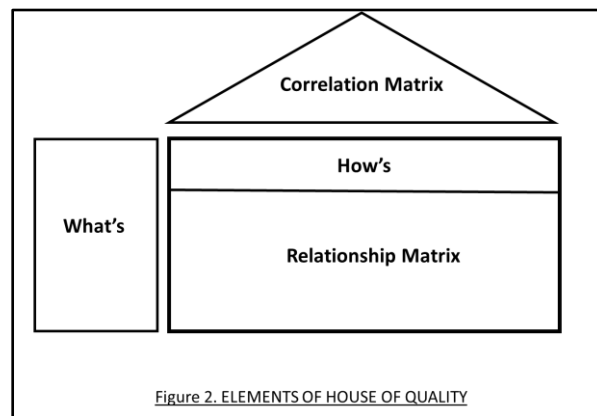 Correlation Matrix
How's
What's
Relationship Matrix
Figure 2. ELEMENTS OF HOUSE OF QUALITY